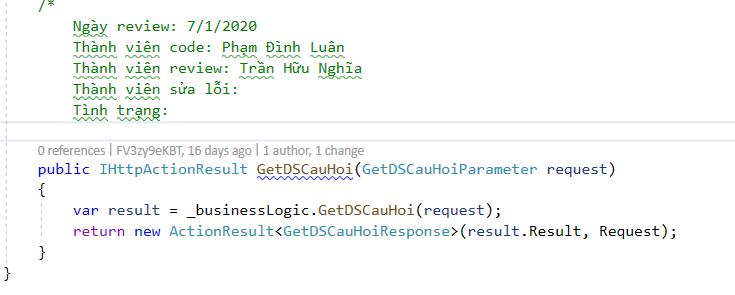 /*
Ngày review: 7/1/2020
Thành viên code: Phạm Đình Luân
Thành viên review: Trần Hữu Nghĩa
Thành viên sửa lỗi:
Tình trạng:
0 references | FV3zy9eKBT, 16 days ago | 1 author, 1 change
public IHttpActionResult GetDSCauHoi(GetDSCauHoiParameter request)
{
var result = _businessLogic.GetDSCauHoi(request);
return new ActionResult<GetDSCauHoiResponse>(result.Result, Request);
}
}